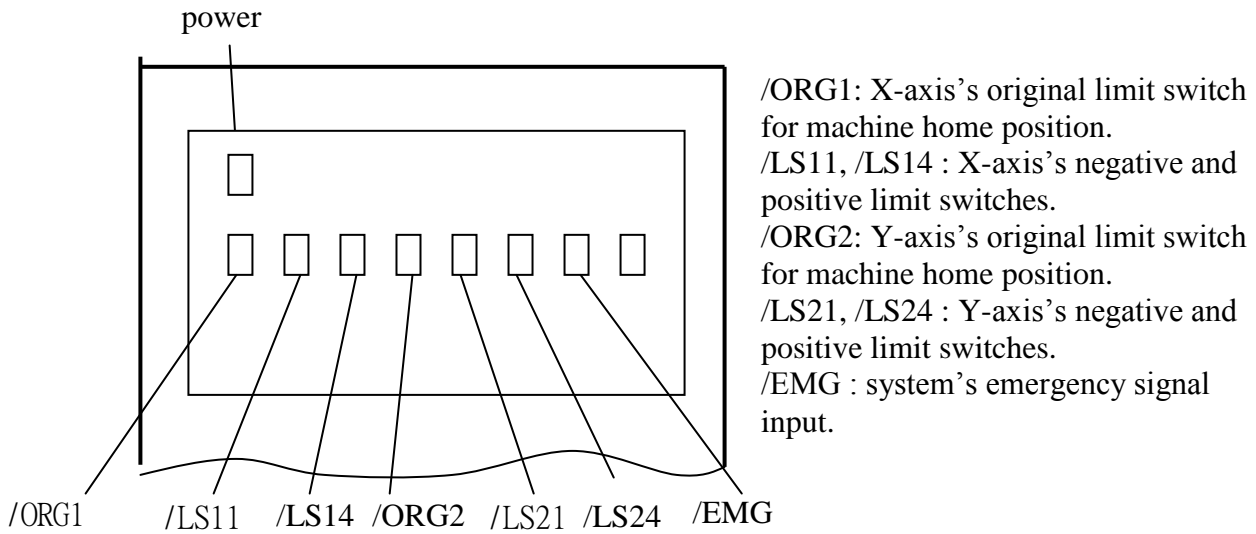 power
/ORG1: X-axis's original limit switch
for machine home position.
/LS11, /LS14 : X-axis's negative and
positive limit switches.
/ORG2: Y-axis's original limit switch
for machine home position.
/LS21, /LS24 : Y-axis's negative and
positive limit switches.
/EMG : system's emergency signal
input.
/ORG1 /LS11 /LS14 /ORG2 /LS21 /LS24 /EMG